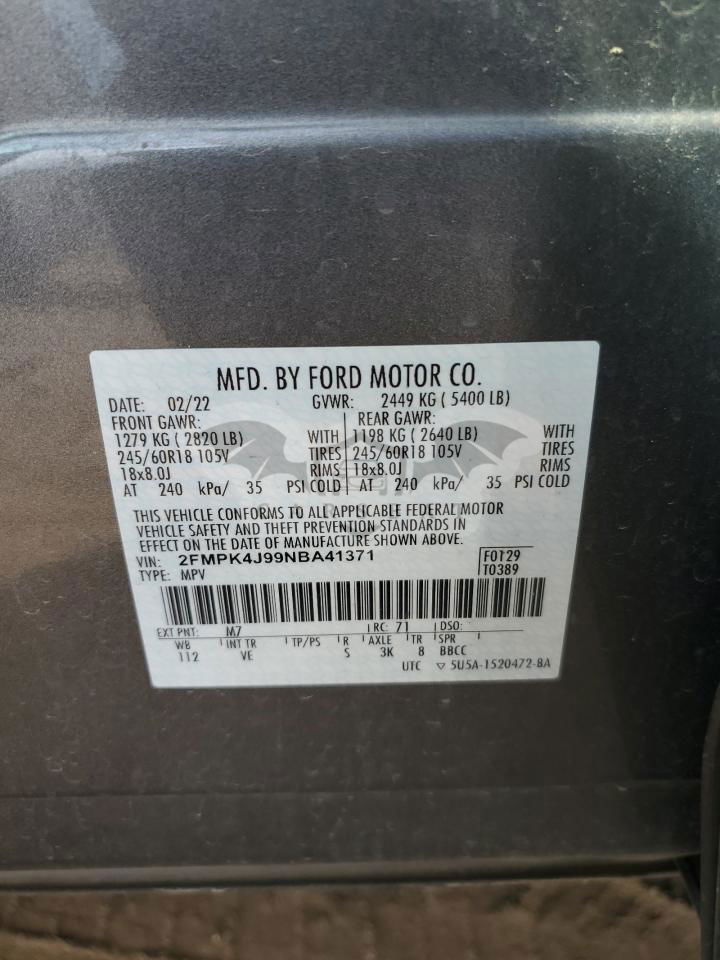 MFD. BY FORD MOTOR CO.
DATE: 02/22 GVWR: 2449 KG ( 5400 LB)
FRONT GAWR: REAR GAWR:
1279 KG ( 2820 LB) WITH 1198 KG ( 2640 LB) WITH
245/60R18 105V TIRES 245/60R18 105V TIRES
18x8.0J RIMS 18x8.0J RIMS
AT 240 kPa/ 35 PSI COLD AT 240 kPa/ 35 PSI COLD
THIS VEHICLE CONFORMS TO ALL APPLICABLE FEDERAL MOTOR
VEHICLE SAFETY AND THEFT PREVENTION STANDARDS IN
EFFECT ON THE DATE OF MANUFACTURE SHOWN ABOVE.
VIN: 2FMPK4J99NBA41371 F0129
TYPE: MPV T0389
EXT PNT: M7 RC: 71 DSO:
WB INT TR TP/PS R AXLE TR SPR
112 VE S 3K 8 BBCC
UTC ▽ 5U5A-1520472-BA